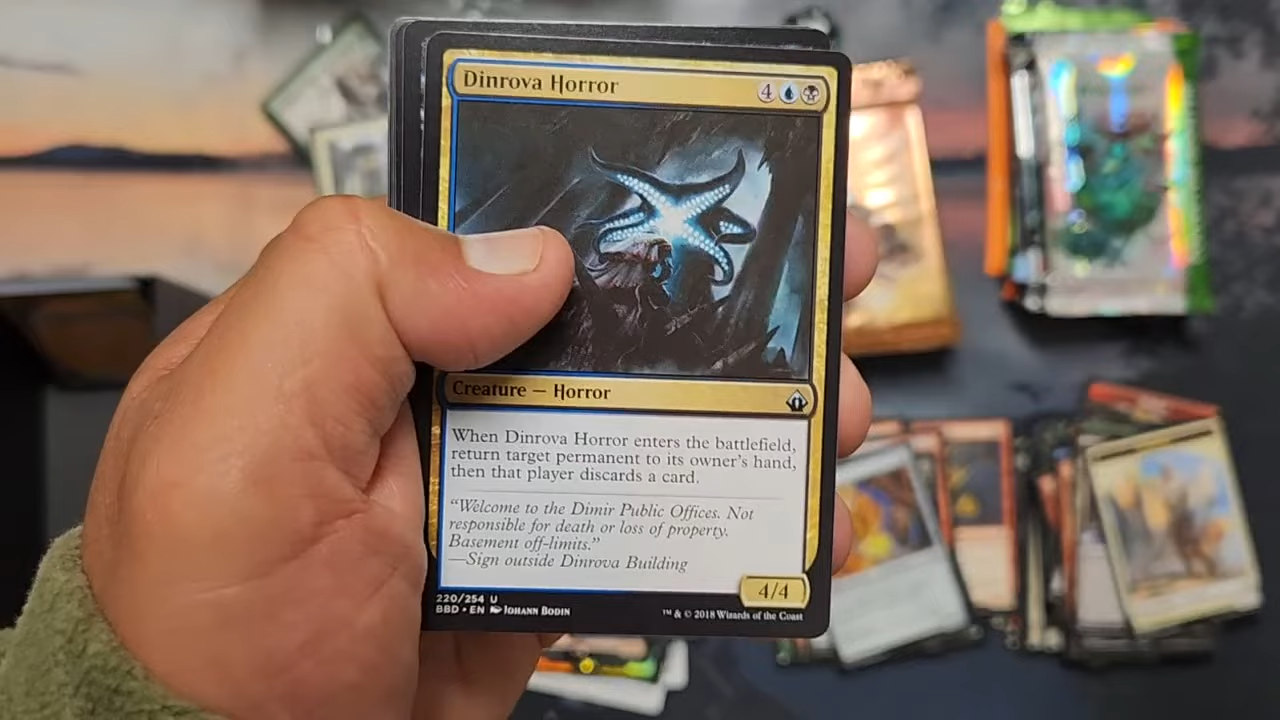 Dinrova Horror
4
Creature — Horror
When Dinrova Horror enters the battlefield,
return target permanent to its owner's hand,
then that player discards a card.
“Welcome to the Dimir Public Offices. Not
responsible for death or loss of property.
Basement off-limits.”
—Sign outside Dinrova Building
4/4
220/254 U
BBD • EN Johann Bodin
™ & © 2018 Wizards of the Coast